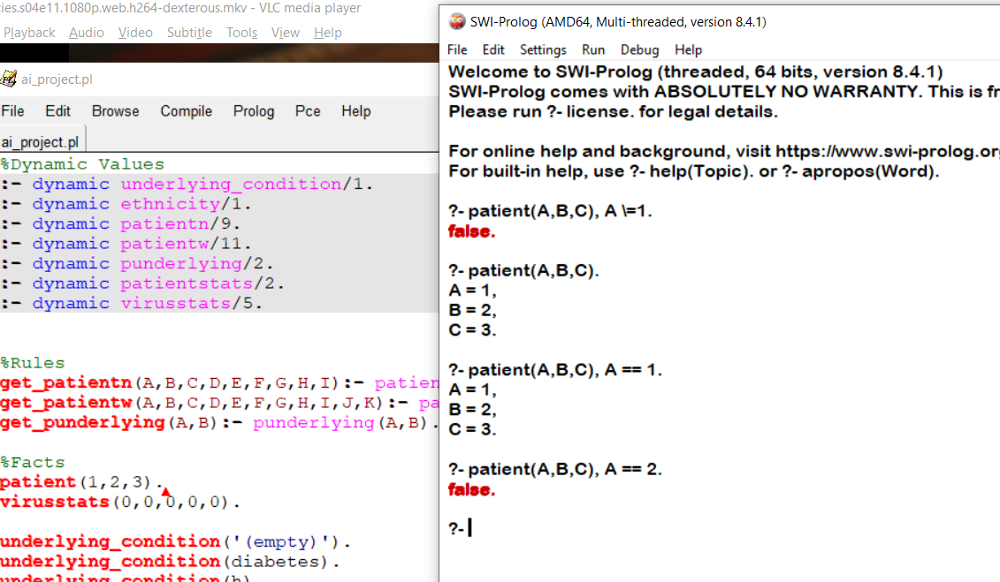 ies.s04e11.1080p.web.h264-dexterous.mkv - VLC media player
Playback Audio Video Subtitle Tools View Help
ai_project.pl
File Edit Browse Compile Prolog Pce Help
ai_project.pl
%Dynamic Values
:- dynamic underlying_condition/1.
:- dynamic ethnicity/1.
:- dynamic patientn/9.
:- dynamic patientw/11.
:- dynamic punderlying/2.
:- dynamic patientstats/2.
:- dynamic virusstats/5.
%Rules
get_patientn(A,B,C,D,E,F,G,H,I):- patien
get_patientw(A,B,C,D,E,F,G,H,I,J,K):- pa
get_punderlying(A,B):- punderlying(A,B).
%Facts
patient(1,2,3).
virusstats(0,0,0,0,0).
underlying_condition('(empty)').
underlying_condition(diabetes).
underlying_condition(h)
SWI-Prolog (AMD64, Multi-threaded, version 8.4.1)
File Edit Settings Run Debug Help
Welcome to SWI-Prolog (threaded, 64 bits, version 8.4.1)
SWI-Prolog comes with ABSOLUTELY NO WARRANTY. This is fr
Please run ?- license. for legal details.
For online help and background, visit https://www.swi-prolog.org
For built-in help, use ?- help(Topic). or ?- apropos(Word).
?- patient(A,B,C), A \=1.
false.
?- patient(A,B,C).
A = 1,
B = 2,
C = 3.
?- patient(A,B,C), A == 1.
A = 1,
B = 2,
C = 3.
?- patient(A,B,C), A == 2.
false.
?-